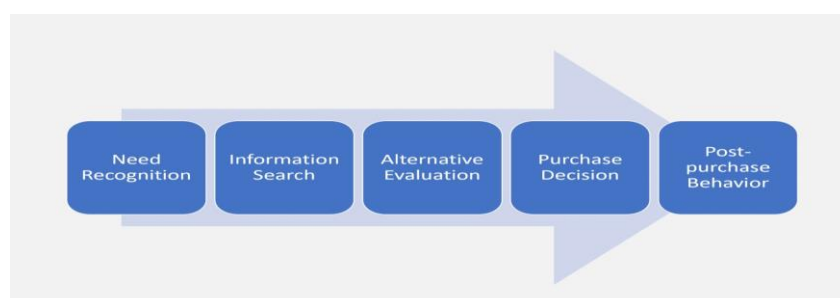 Need
Recognition
Information
Search
Alternative
Evaluation
Purchase
Decision
Post-
purchase
Behavior